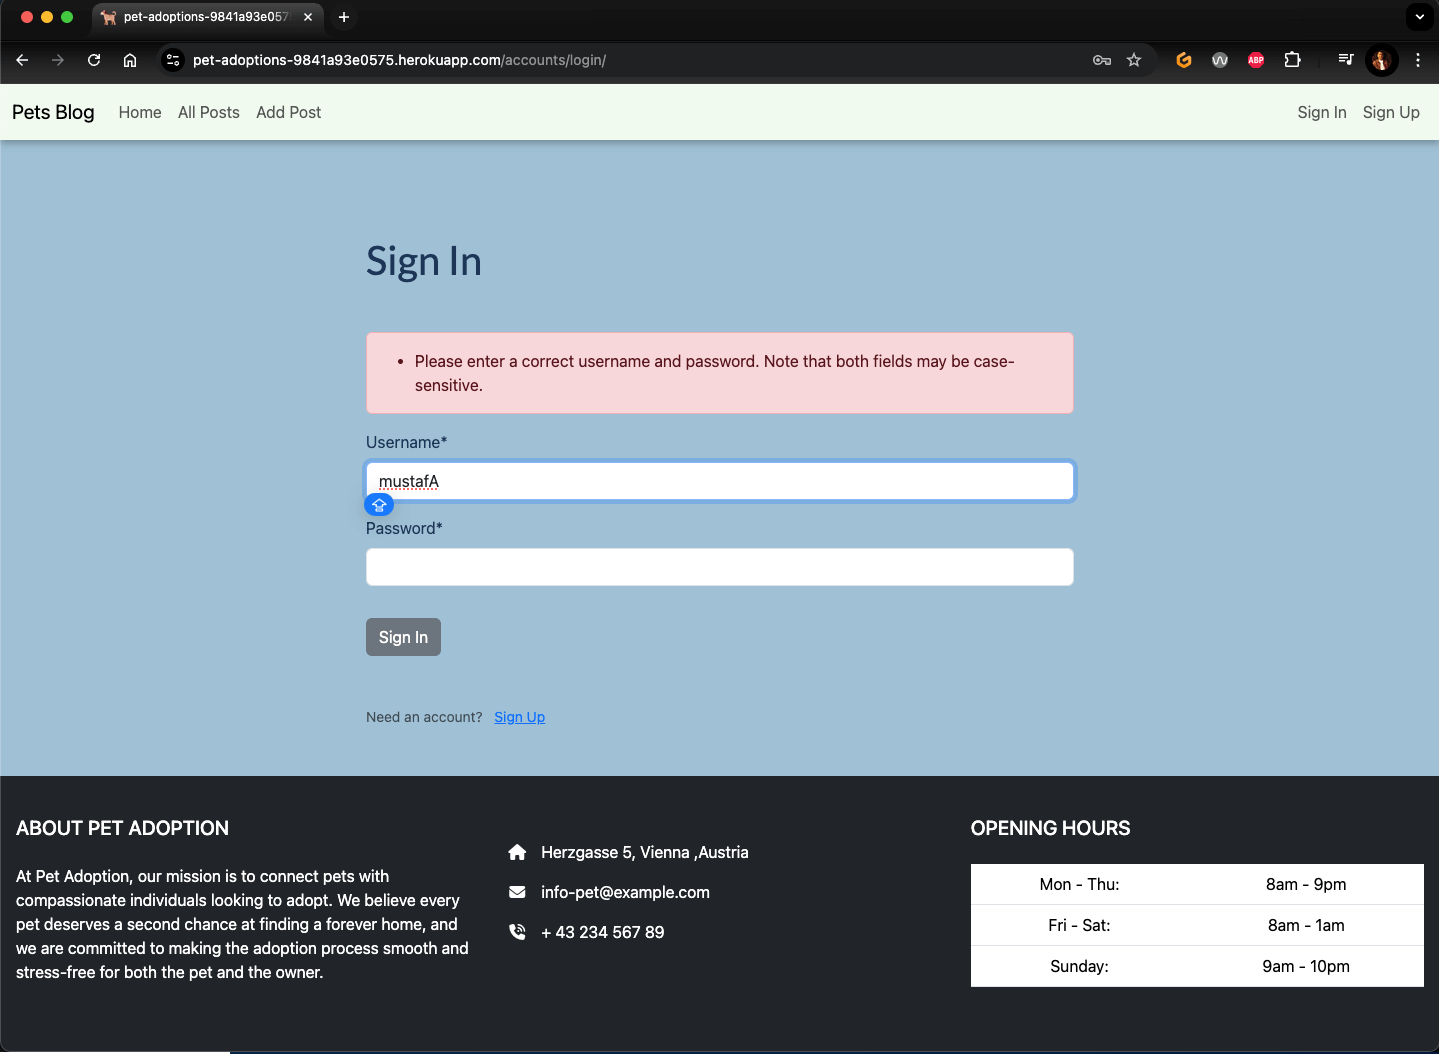 pet-adoptions-9841a93e057
pet-adoptions-9841a93e0575.herokuapp.com/accounts/login/
ABP
Pets Blog Home All Posts Add Post Sign In Sign Up
Sign In
Please enter a correct username and password. Note that both fields may be case-
sensitive.
Username*
mustafA
Password*
Sign In
Need an account? Sign Up
ABOUT PET ADOPTION
At Pet Adoption, our mission is to connect pets with
compassionate individuals looking to adopt. We believe every
pet deserves a second chance at finding a forever home, and
we are committed to making the adoption process smooth and
stress-free for both the pet and the owner.
Herzgasse 5, Vienna ,Austria
info-pet@example.com
+ 43 234 567 89
OPENING HOURS
Mon - Thu: 8am - 9pm
Fri - Sat: 8am - 1am
Sunday: 9am - 10pm